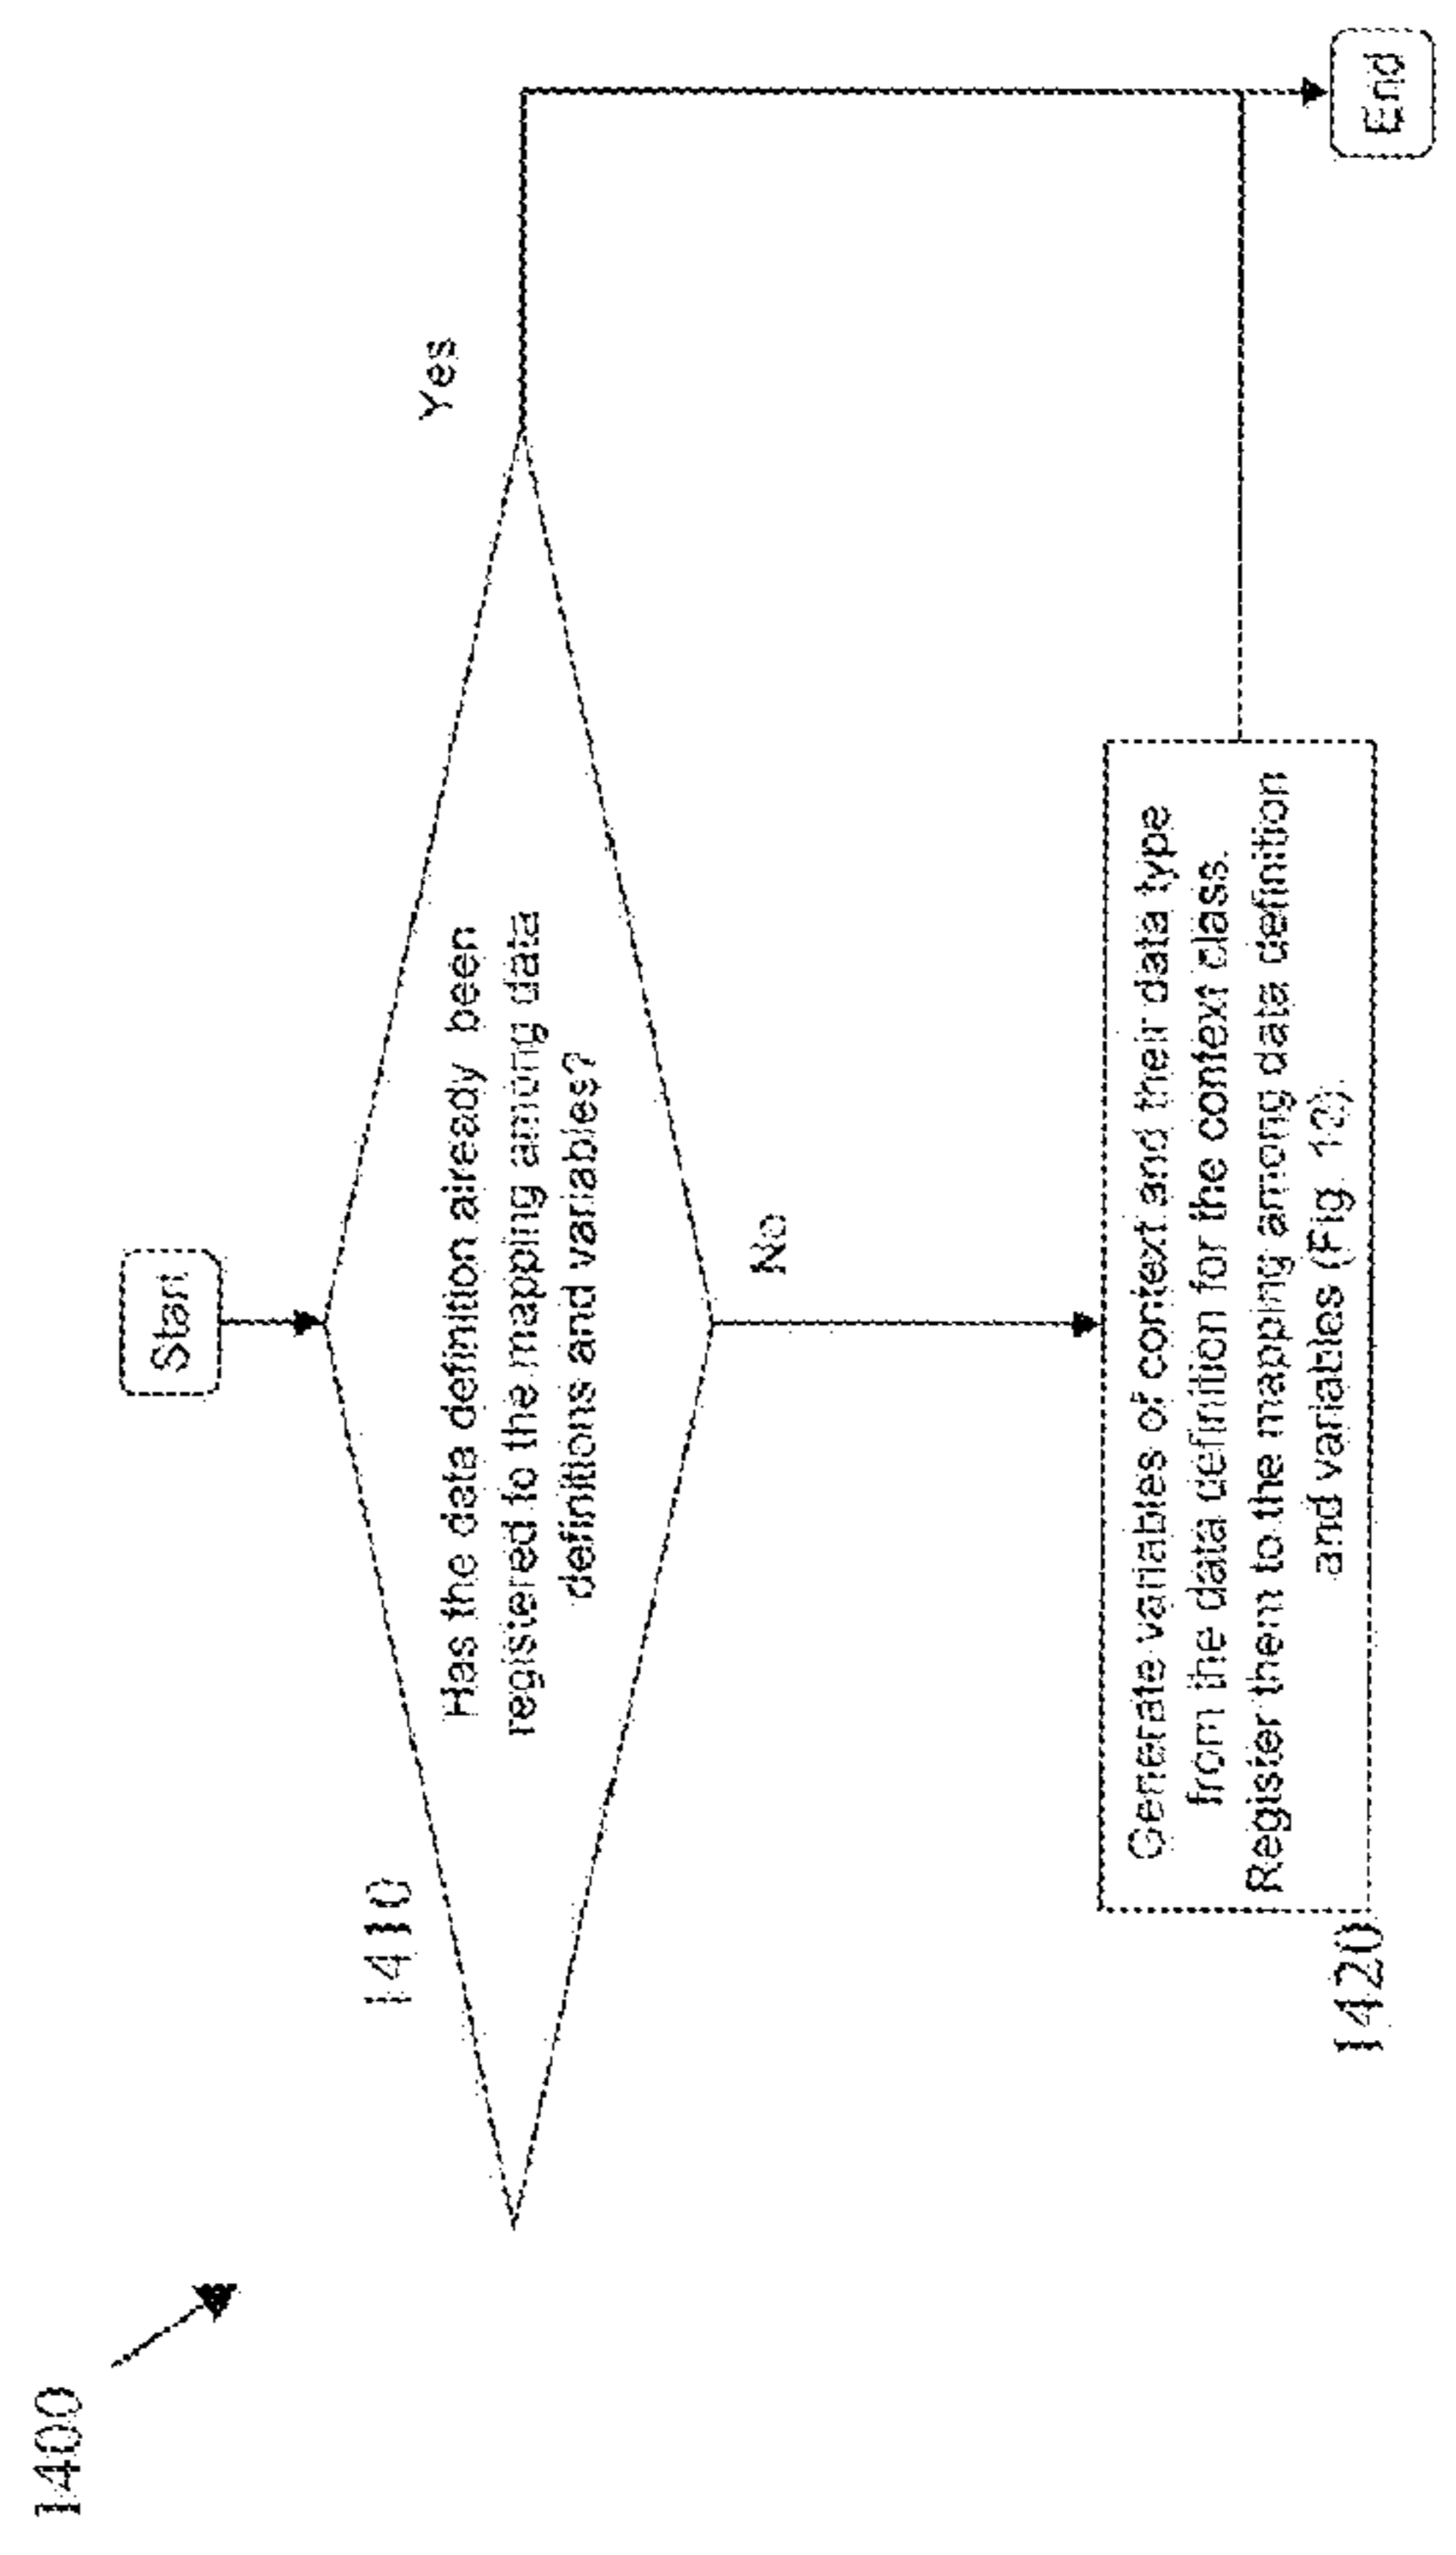 1400
Start
1410
Has the data definition already been
registered to the mapping among data
definitions and variables?
Yes
No
Generate variables of context and their data type
from the data definition for the context class.
Register them to the mapping among date definition
and variables (Fig.
1420
End